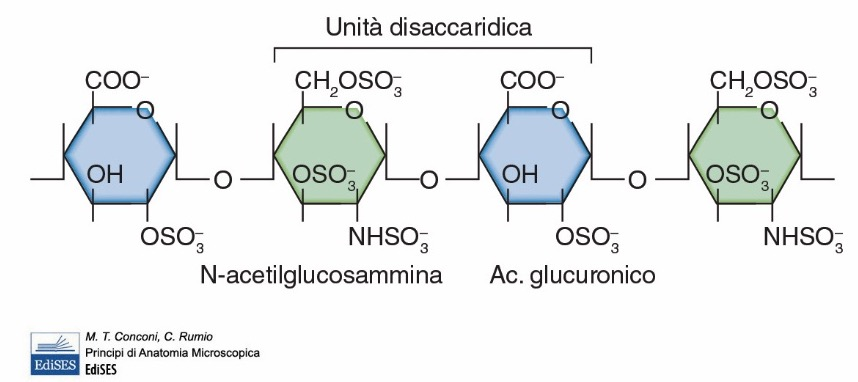 Unità disaccaridica
COO⁻ CH₂OSO₃⁻ COO⁻ CH₂OSO₃⁻
O O O O
OH OSO₃⁻ OH OSO₃⁻
O O O
OSO₃⁻ NHSO₃⁻ OSO₃⁻ NHSO₃⁻
N-acetilglucosammina Ac. glucuronico
M. T. Conconi, C. Rumio
Principi di Anatomia Microscopica
EdiSES EdiSES